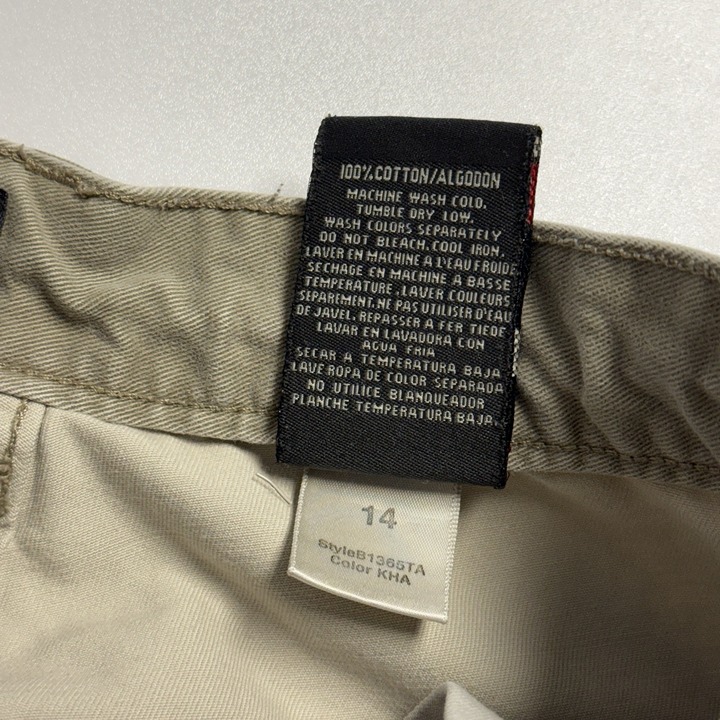 100% COTTON/ALGODON
MACHINE WASH COLD.
TUMBLE DRY LOW.
WASH COLORS SEPARATELY
DO NOT BLEACH. COOL IRON.
LAVER EN MACHINE A L'EAU FROIDE
SECHAGE EN MACHINE A BASSE
TEMPERATURE. LAVER COULEURS
SEPAREMENT. NE PAS UTILISER D'EAU
DE JAVEL. REPASSER A FER TIEDE
LAVAR EN LAVADORA CON
AGUA FRIA
SECAR A TEMPERATURA BAJA
LAVE ROPA DE COLOR SEPARADA
NO UTILICE BLANQUEADOR
PLANCHE TEMPERATURA BAJA.
14
StyleB1365TA
Color KHA